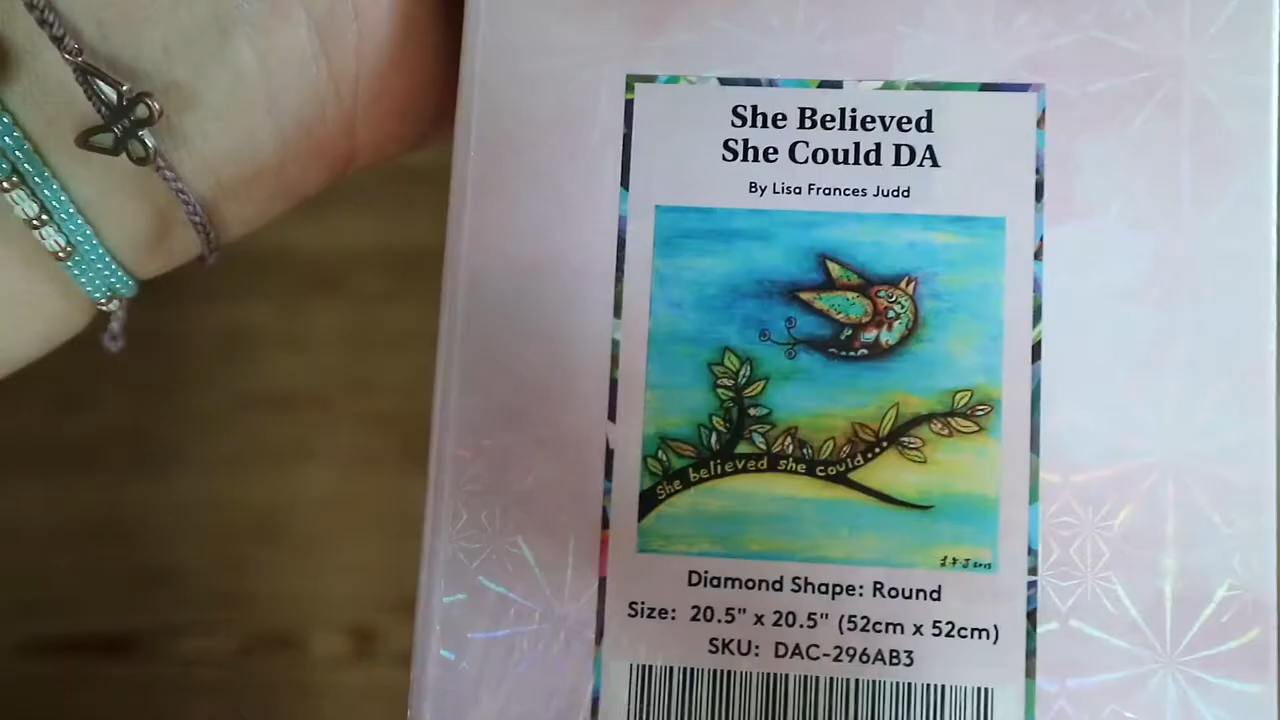 She Believed
She Could DA
By Lisa Frances Judd
She believed she could...
Diamond Shape: Round
Size: 20.5" x 20.5" (52cm x 52cm)
SKU: DAC-296AB3